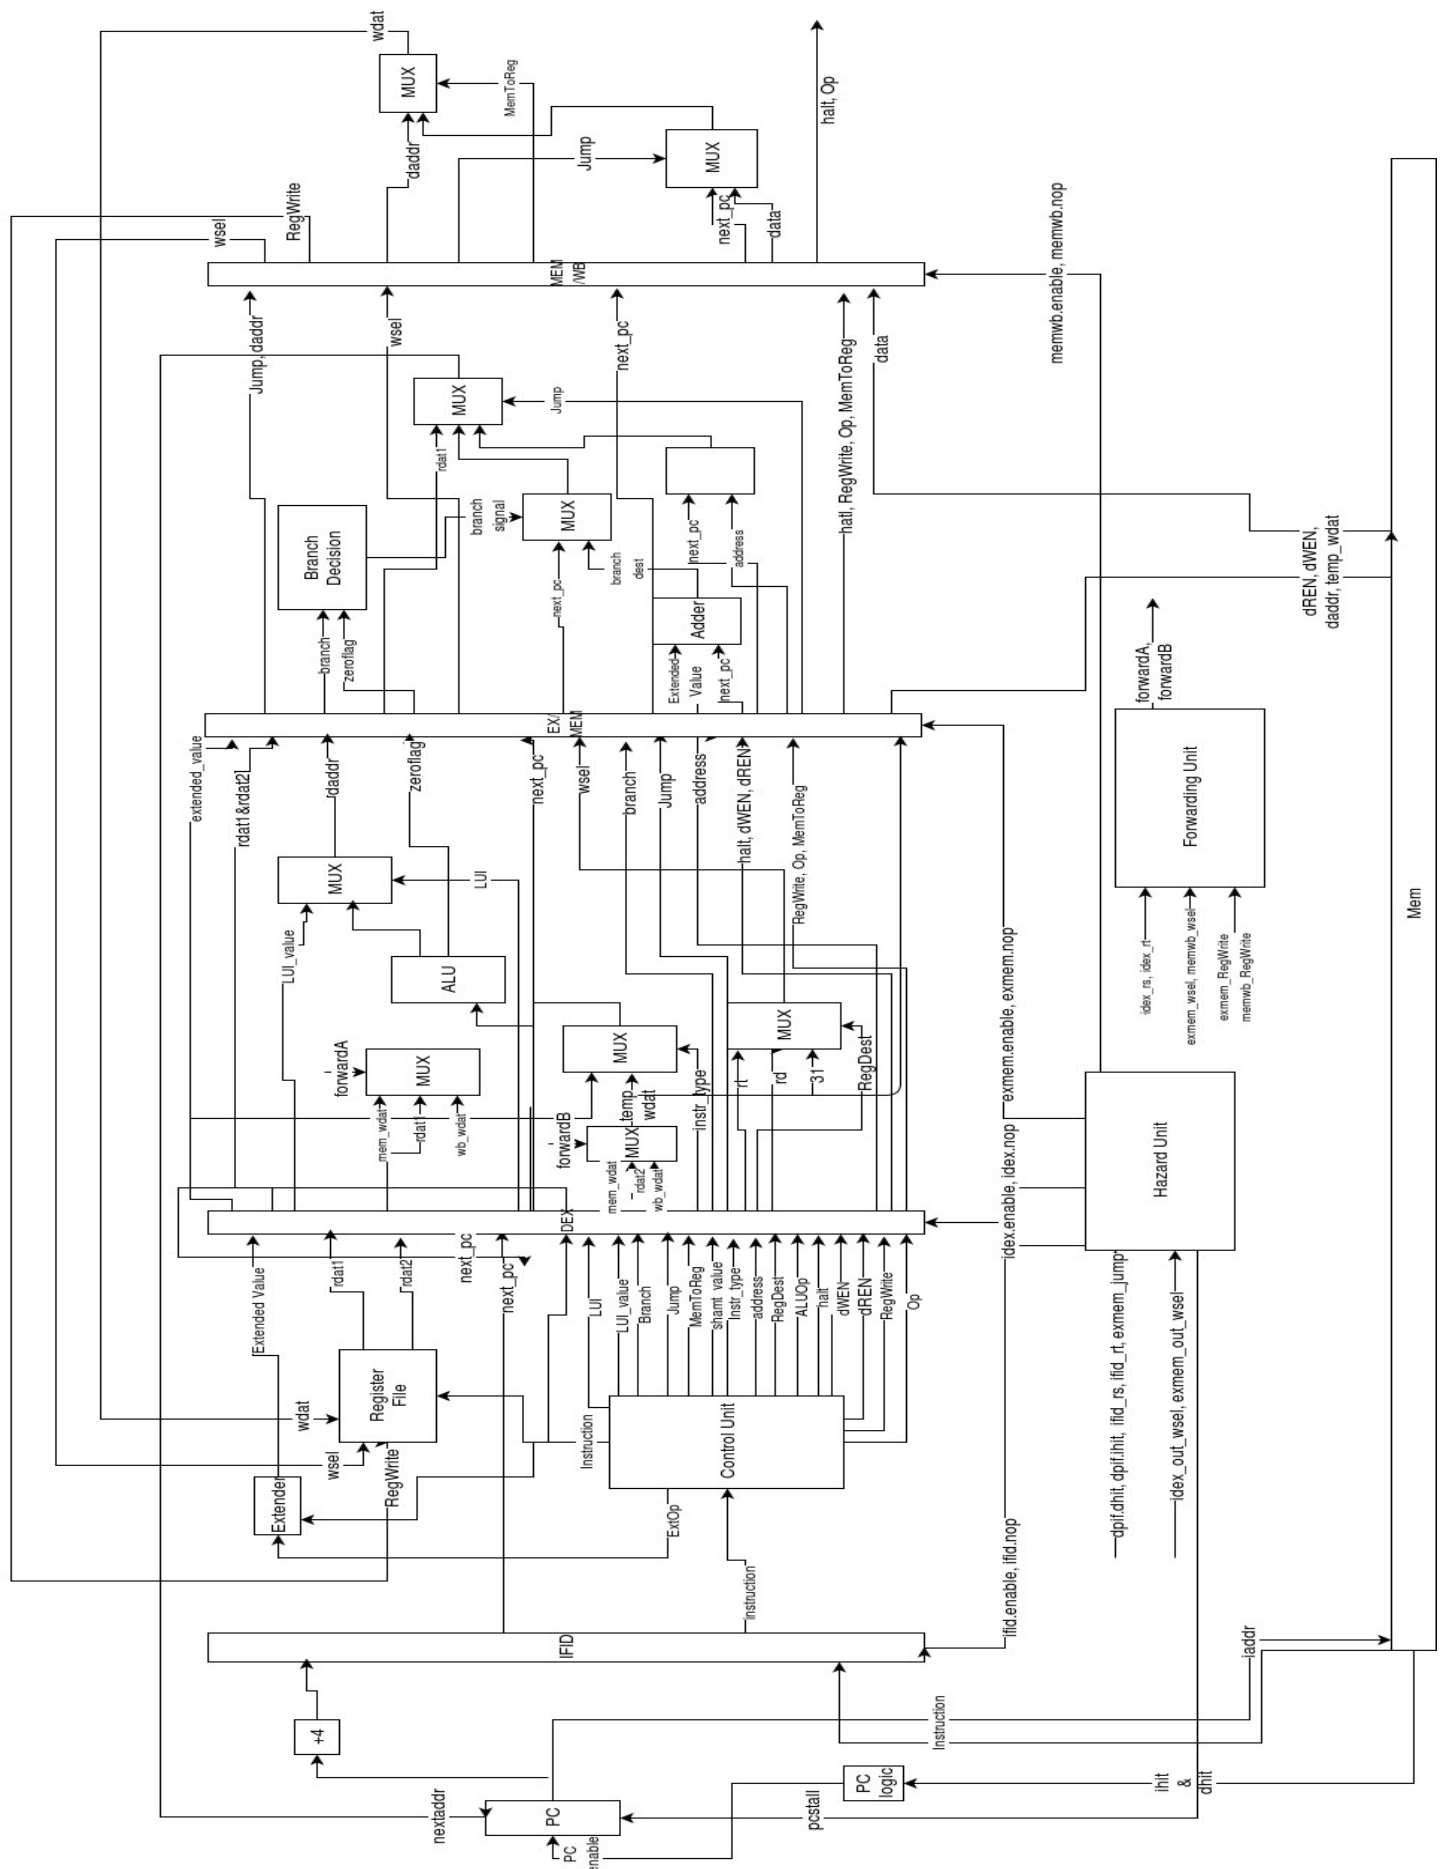 nextaddr
PC
PC
enable
+4
pcstall
PC
logic
ihit
&
dhit
Instruction
iaddr
IFID
instruction
ifid.enable, ifid.nop
wsel
wdat
RegWrite
Extender
ExtOp
Register
File
Instruction
Control Unit
Extended Value
rdat1
rdat2
next_pc
next_pc
LUI
LUI_value
Branch
Jump
MemToReg
shamt_value
Instr_type
address
RegDest
ALUOp
halt
dWEN
dREN
RegWrite
Op
DEX
idex.enable, idex.nop
dpif.dhit, dpif.ihit, ifid_rs, ifid_rt, exmem_jump
idex_out_wsel, exmem_out_wsel
Hazard Unit
forwardA
mem_wdat
rdat1
wb_wdat
MUX
forwardB
mem_wdat
rdat2
wb_wdat
MUX
temp_
wdat
MUX
instr_type
rt
rd
31
MUX
RegDest
ALU
LUI_value
MUX
LUI
extended_value
rdat1&rdat2
daddr
zeroflag
next_pc
wsel
branch
Jump
address
halt, dWEN, dREN
RegWrite, Op, MemToReg
exmem.enable, exmem.nop
idex_rs, idex_rt
exmem_wsel, memwb_wsel
exmem_RegWrite
memwb_RegWrite
Forwarding Unit
forwardA,
forwardB
EX/
MEM
branch
zeroflag
Branch
Decision
branch
signal
next_pc
branch
dest
MUX
Extended
Value
next_pc
Adder
next_pc
address
rdat1
MUX
Jump
Jump, daddr
wsel
next_pc
hatl, RegWrite, Op, MemToReg
data
dREN, dWEN,
daddr, temp_wdat
memwb.enable, memwb.nop
Mem
MEM
/WB
wsel
RegWrite
daddr
Jump
next_pc
data
MUX
MemToReg
MUX
wdat
halt, Op